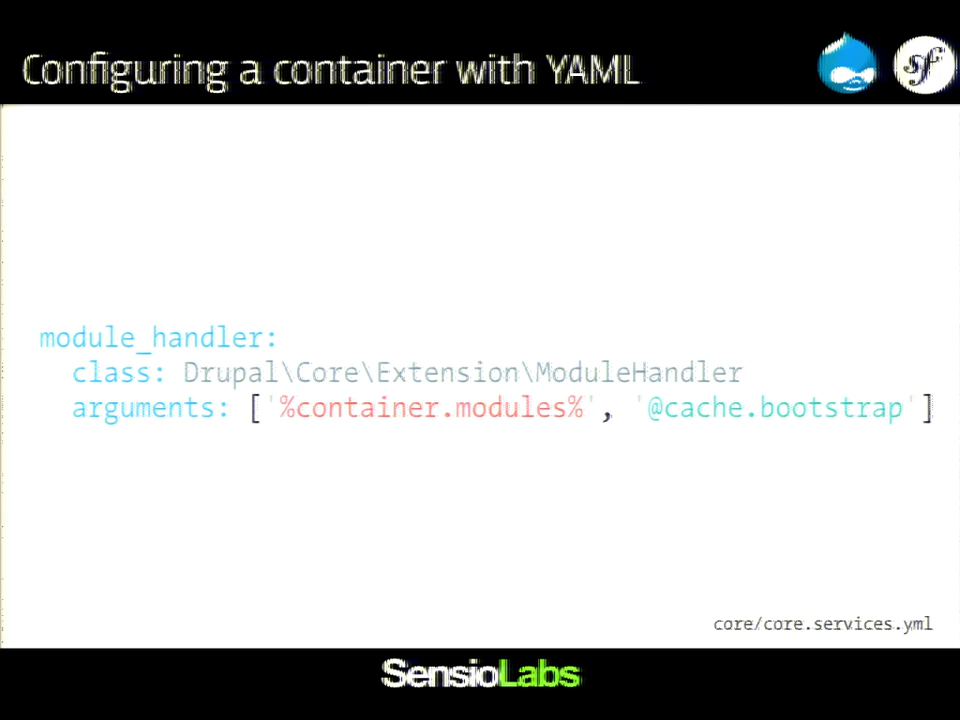 Configuring a container with YAML
sf
module_handler:
  class: Drupal\Core\Extension\ModuleHandler
  arguments: ['%container.modules%', '@cache.bootstrap']
core/core.services.yml
SensioLabs